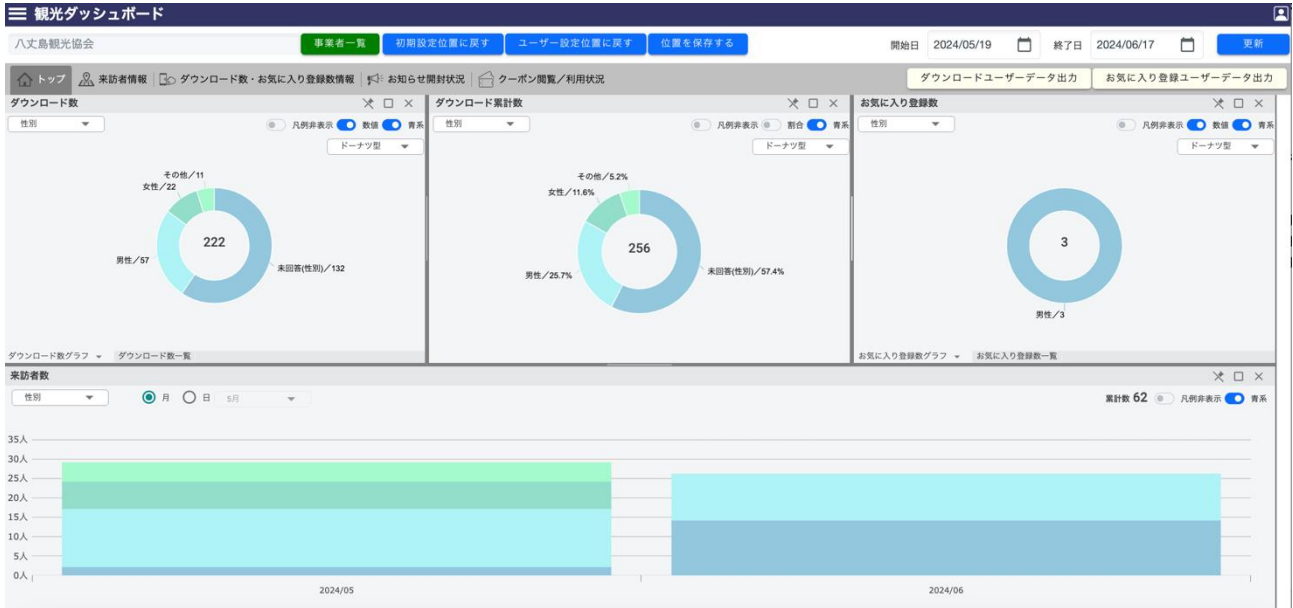 観光ダッシュボード
八丈島観光協会 事業者一覧 初期設定位置に戻す ユーザー設定位置に戻す 位置を保存する 開始日 2024/05/19 終了日 2024/06/17 更新
トップ 来訪者情報 ダウンロード数・お気に入り登録数情報 お知らせ開封状況 クーポン閲覧/利用状況 ダウンロードユーザーデータ出力 お気に入り登録ユーザーデータ出力
ダウンロード数
性別 凡例非表示 数値 青系
ドーナツ型
その他/11
女性/22
222
男性/57
未回答(性別)/132
ダウンロード数グラフ ダウンロード数一覧
ダウンロード累計数
性別 凡例非表示 割合 青系
ドーナツ型
その他/5.2%
女性/11.6%
256
男性/25.7%
未回答(性別)/57.4%
お気に入り登録数
性別 凡例非表示 数値 青系
ドーナツ型
3
男性/3
お気に入り登録数グラフ お気に入り登録数一覧
来訪者数
性別 月 日 5月 累計数 62 凡例非表示 青系
35人
30人
25人
20人
15人
10人
5人
0人
2024/05 2024/06